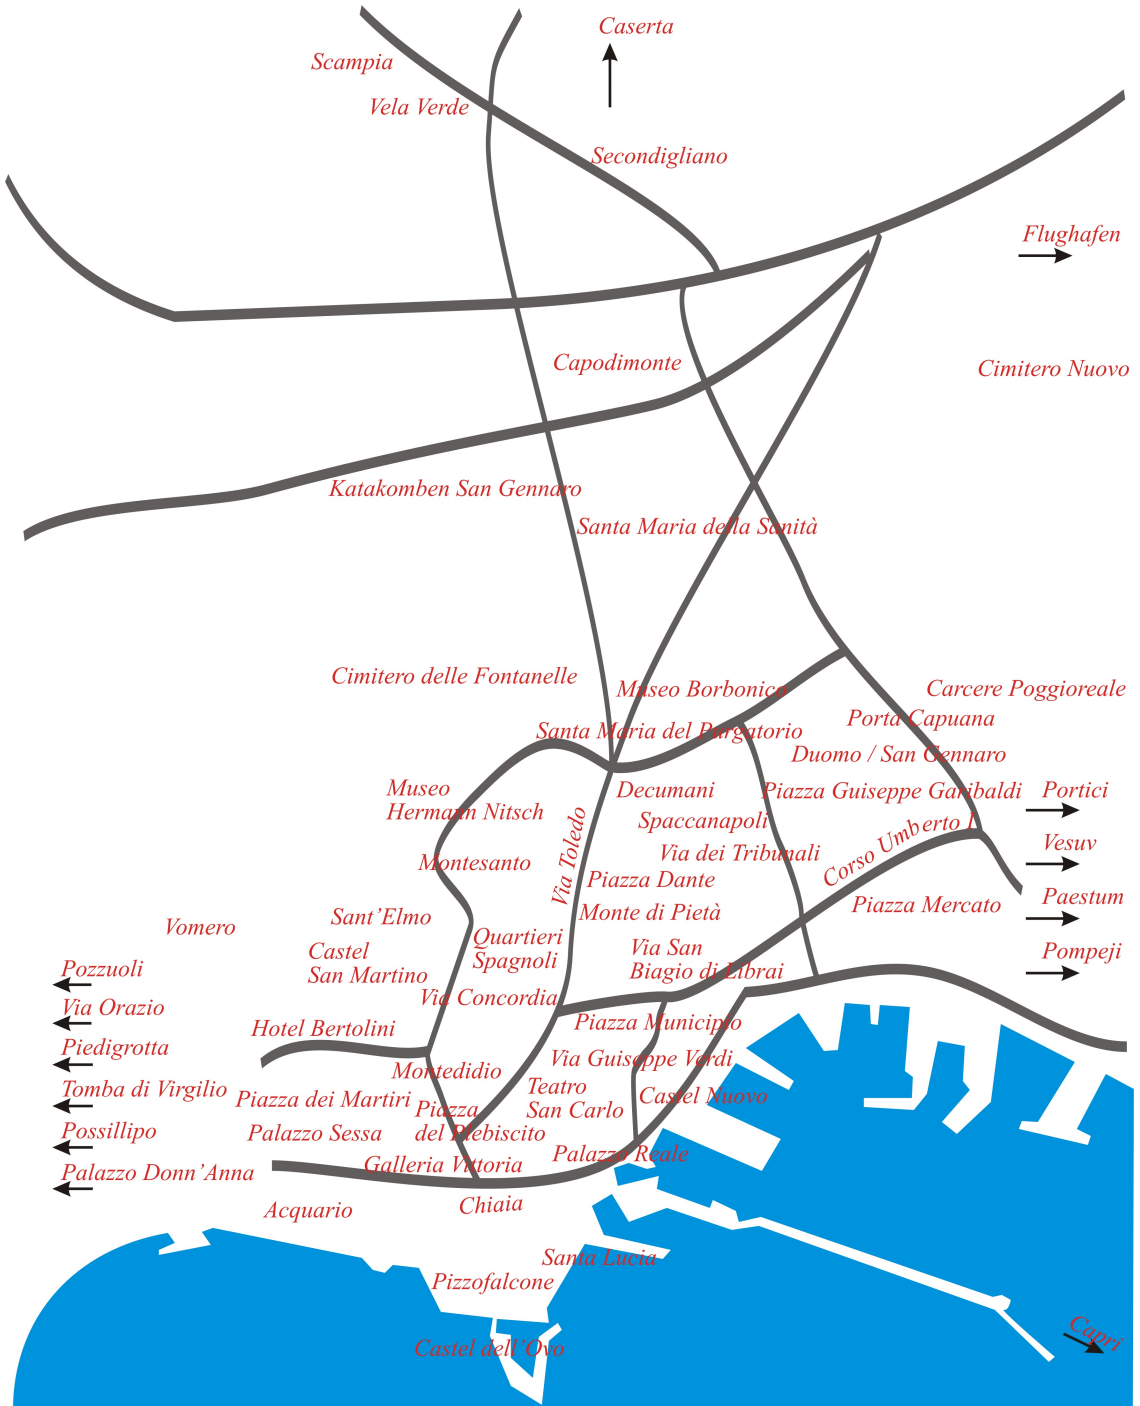 Caserta
Scampia
Vela Verde
Secondigliano
Flughafen
Capodimonte
Cimitero Nuovo
Katakomben San Gennaro
Santa Maria della Sanità
Cimitero delle Fontanelle
Museo Borbonico
Carcere Poggioreale
Porta Capuana
Santa Maria del Purgatorio
Duomo / San Gennaro
Museo
Hermann Nitsch
Decumani
Piazza Guiseppe Garibaldi
Portici
Spaccanapoli
Corso Umberto I
Via Toledo
Vesuv
Via dei Tribunali
Montesanto
Piazza Dante
Paestum
Piazza Mercato
Monte di Pietà
Sant'Elmo
Vomero
Quartieri
Spagnoli
Via San
Biagio di Librai
Castel
San Martino
Pompeji
Pozzuoli
Via Concordia
Via Orazio
Hotel Bertolini
Piazza Municipio
Piedigrotta
Via Guiseppe Verdi
Montedidio
Teatro
San Carlo
Castel Nuovo
Tomba di Virgilio
Piazza dei Martiri
Piazza
del Plebiscito
Possillipo
Palazzo Sessa
Palazzo Reale
Galleria Vittoria
Palazzo Donn'Anna
Chiaia
Acquario
Santa Lucia
Pizzofalcone
Capri
Castel dell'Ovo